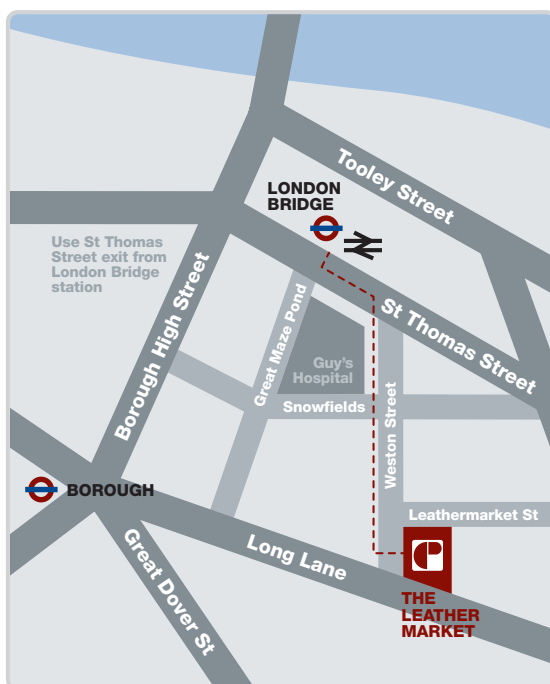 Tooley Street
LONDON
BRIDGE
Use St Thomas
Street exit from
London Bridge
station
Borough High Street
St Thomas Street
Great Maze Pond
Guy's
Hospital
Snowfields
Weston Street
BOROUGH
Leathermarket St
Long Lane
Great Dover St
THE
LEATHER
MARKET